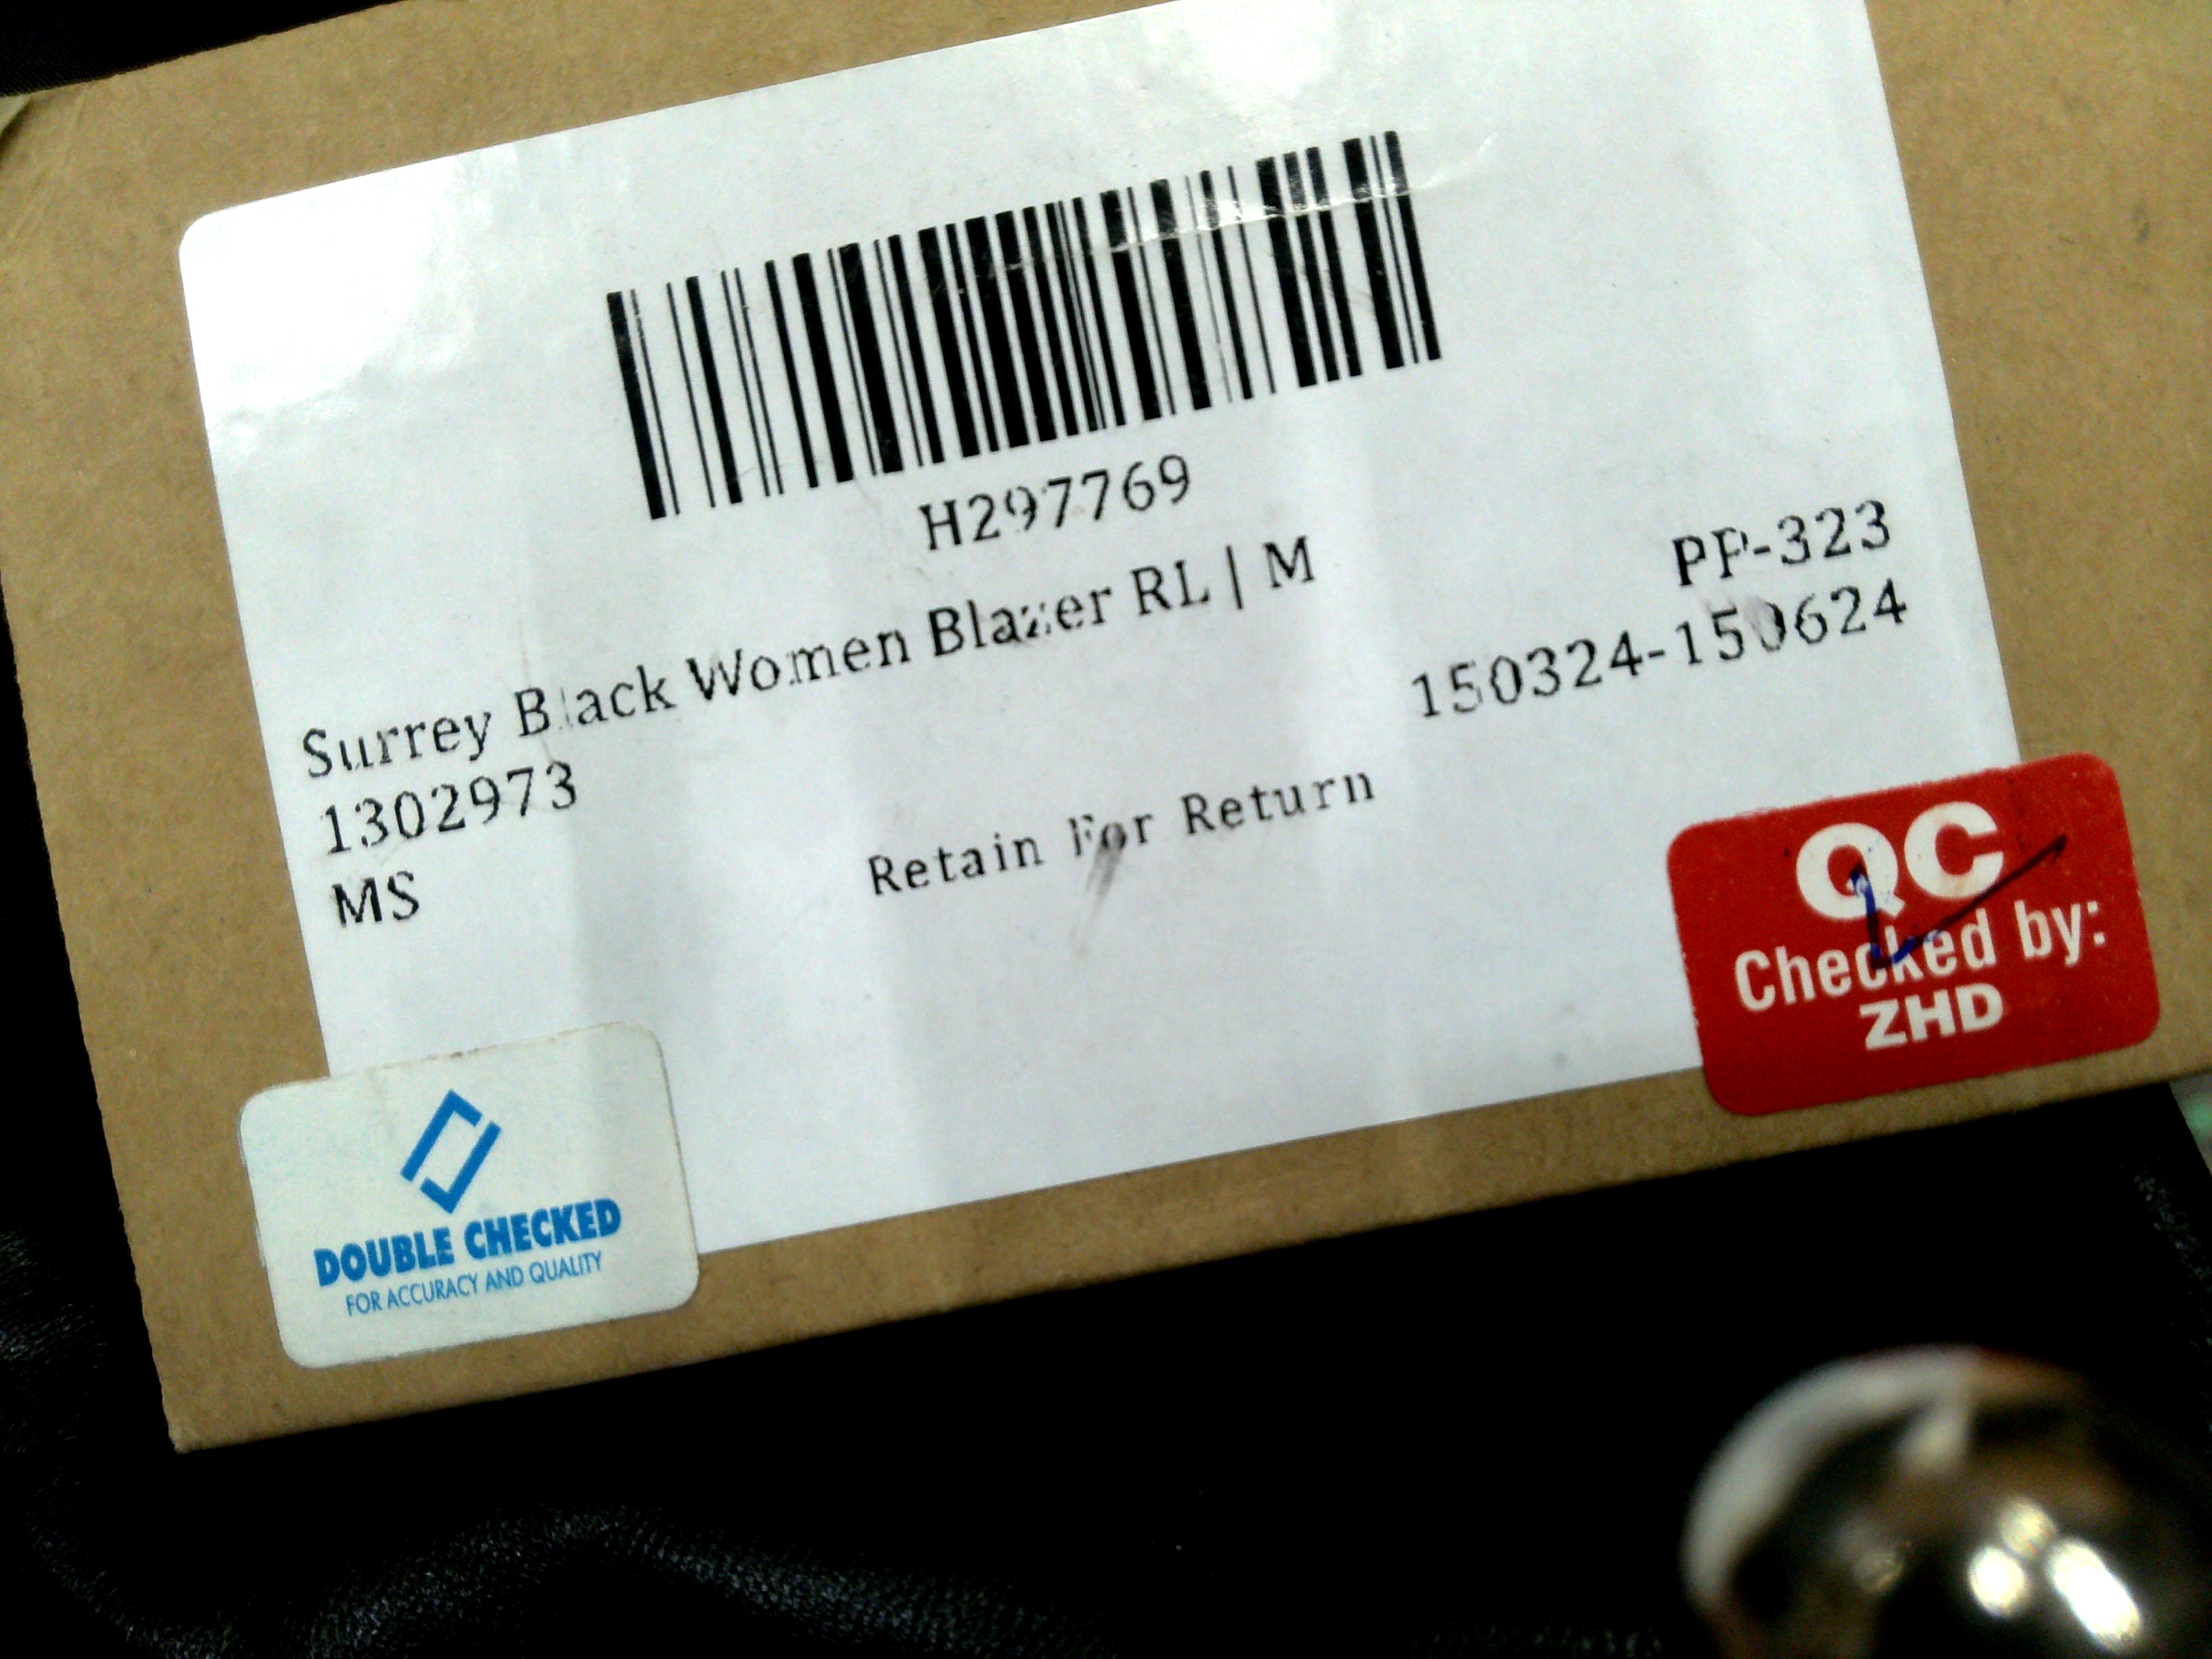 H297769
Surrey Black Women Blazer RL | M
PP-323
1302973
150324-150624
MS
Retain For Return
QC
Checked by:
ZHD
DOUBLE CHECKED
FOR ACCURACY AND QUALITY